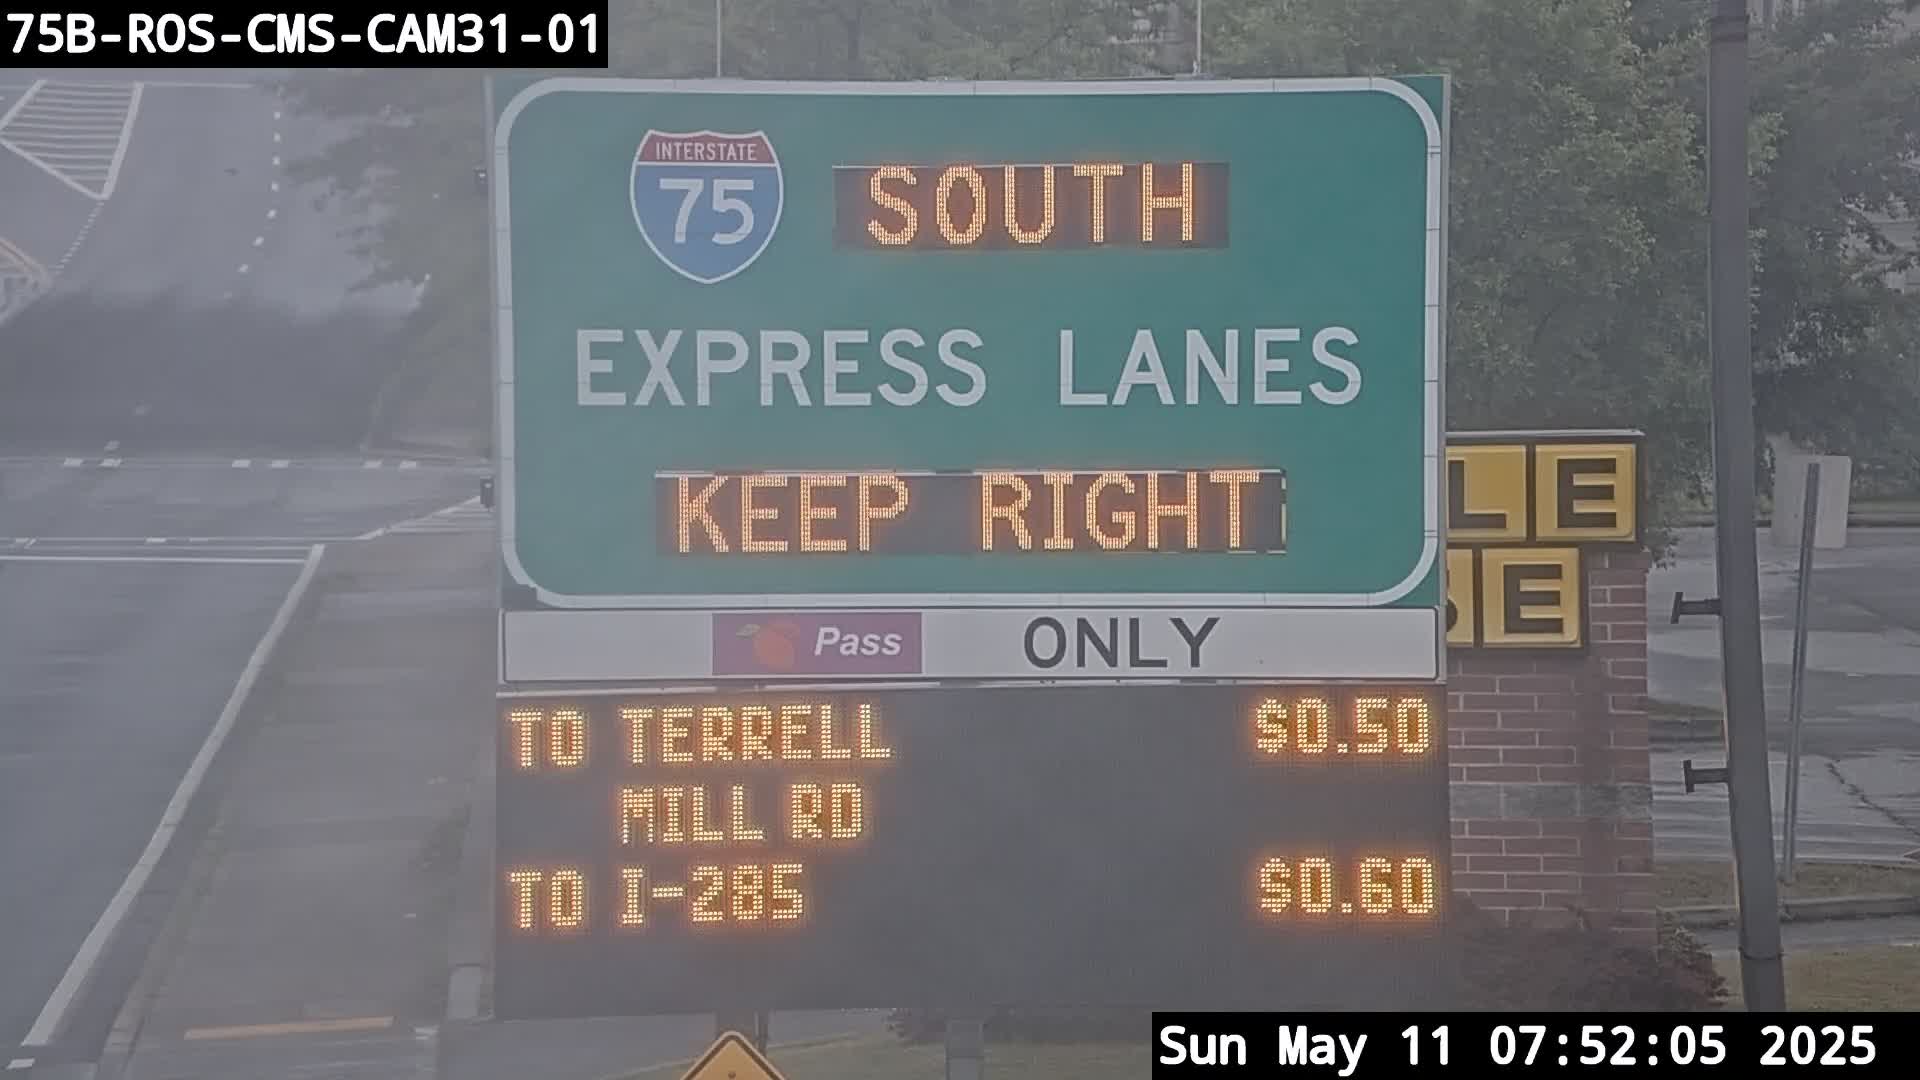 75B-ROS-CMS-CAM31-01
INTERSTATE
75
SOUTH
EXPRESS LANES
KEEP RIGHT
LE
E
Pass ONLY
TO TERRELL $0.50
MILL RD
TO I-285 $0.60
Sun May 11 07:52:05 2025